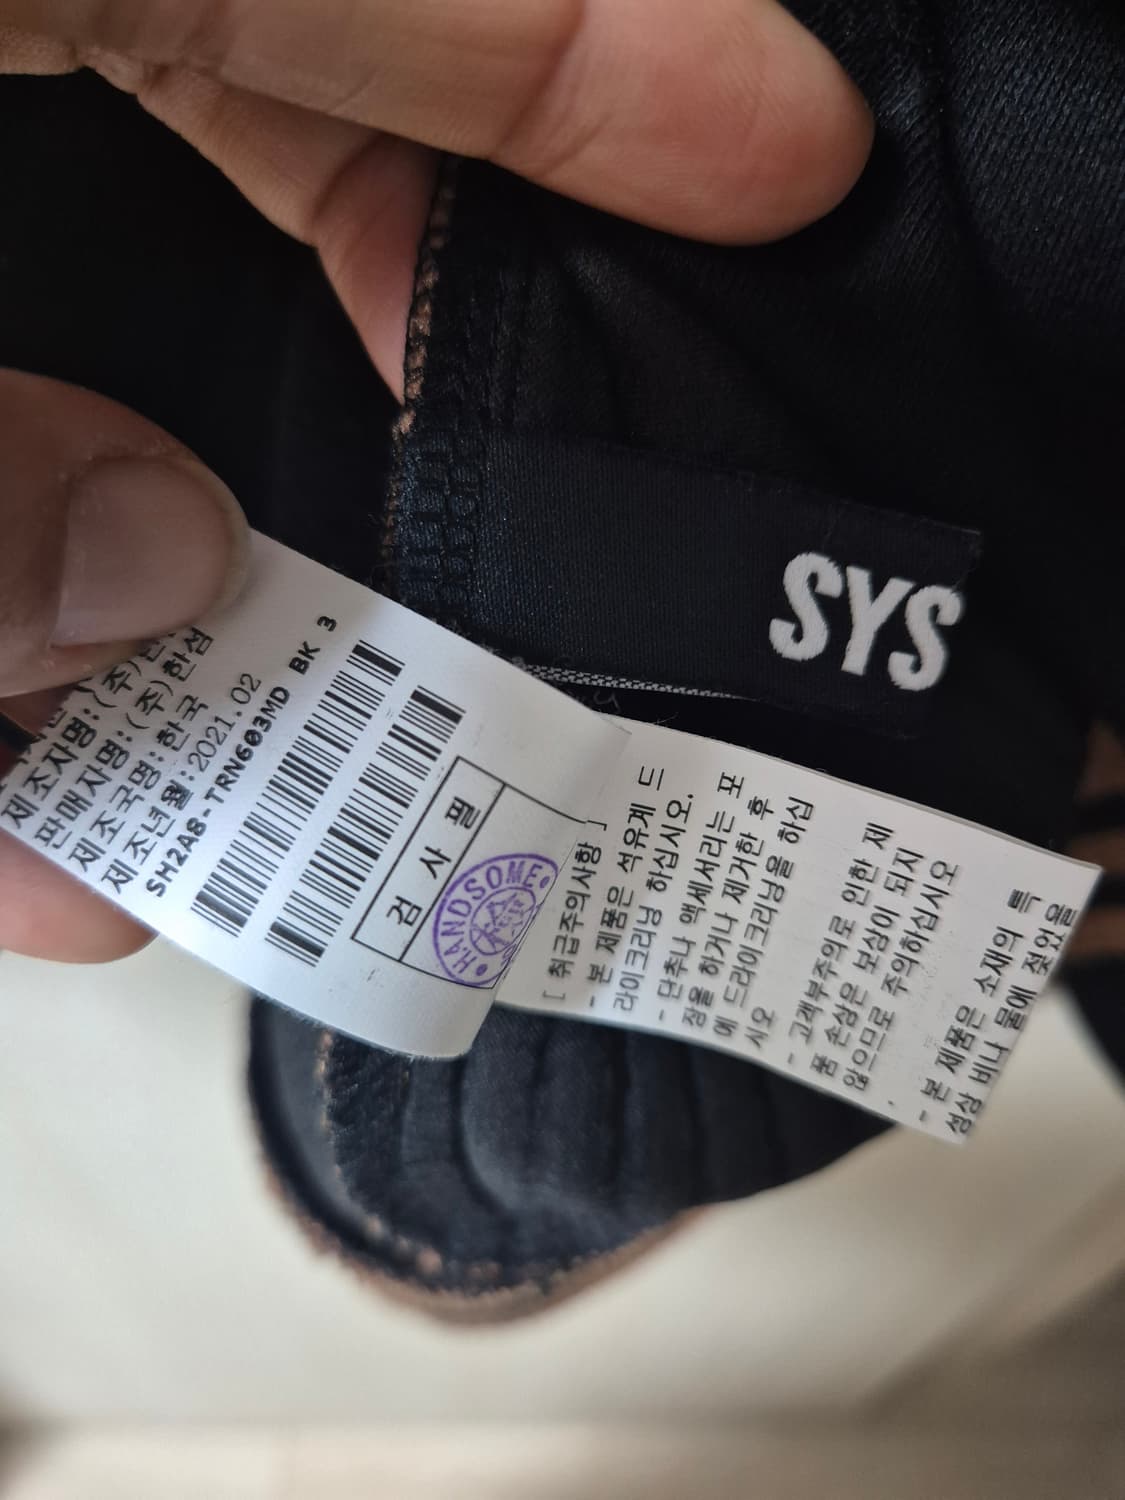 SYS
제조자명:(주)한섬
판매자명:(주)한섬
제조국명:한국
제조년월:2021.02
SH2A8-TRN603MD BK 3
검 사 필
HANDSOME
[ 취급주의사항 ]
- 본 제품은 석유계 드
라이크리닝 하십시오.
- 단추나 액세서리는 포
장을 하거나 제거한 후
에 드라이크리닝을 하십
시오
- 고객부주의로 인한 제
품 손상은 보상이 되지
않으므로 주의하십시오
.
- 본 제품은 소재의 특
성상 비나 물에 젖었을